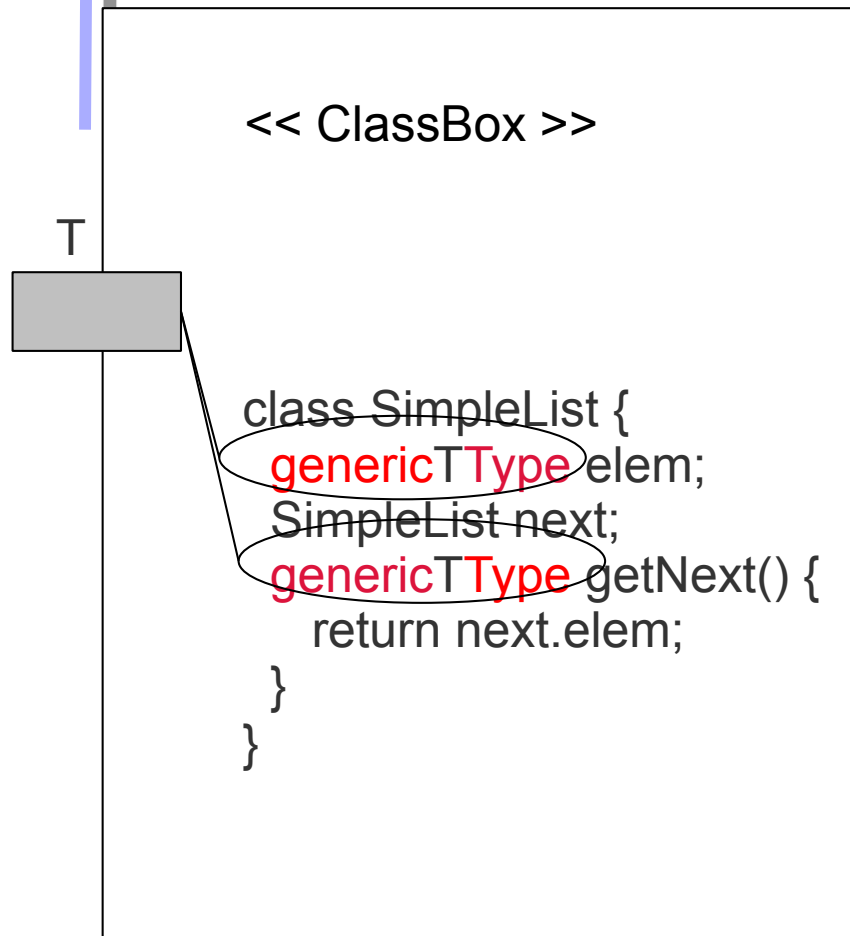 << ClassBox >>
T
class SimpleList {
genericTType elem;
SimpleList next;
genericTType getNext() {
return next.elem;
}
}